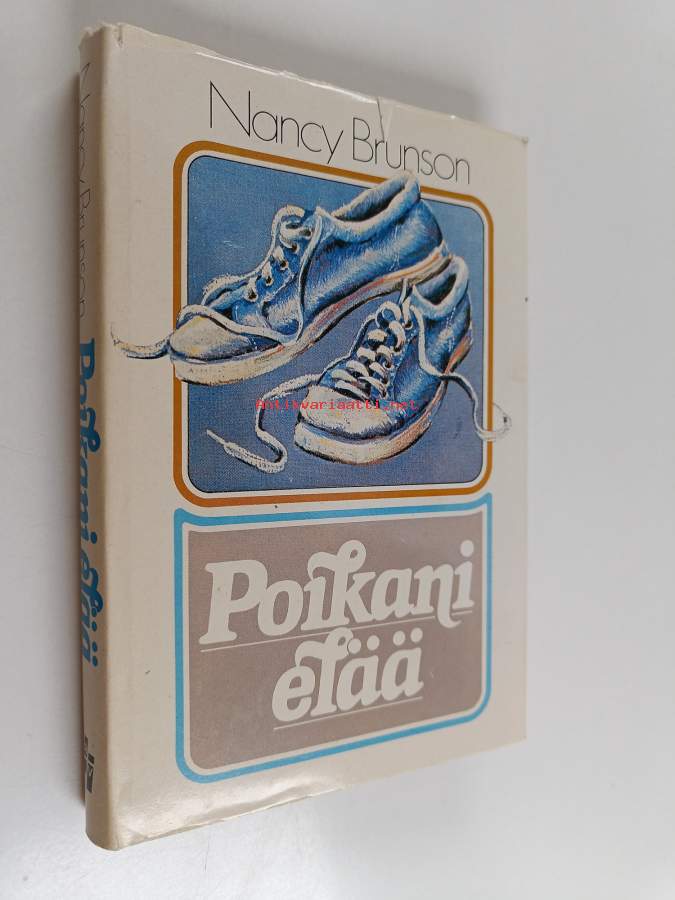 Nancy Brunson
Poikani
elää
Nancy Brunson Poikani elää
Antikvariaatti.net